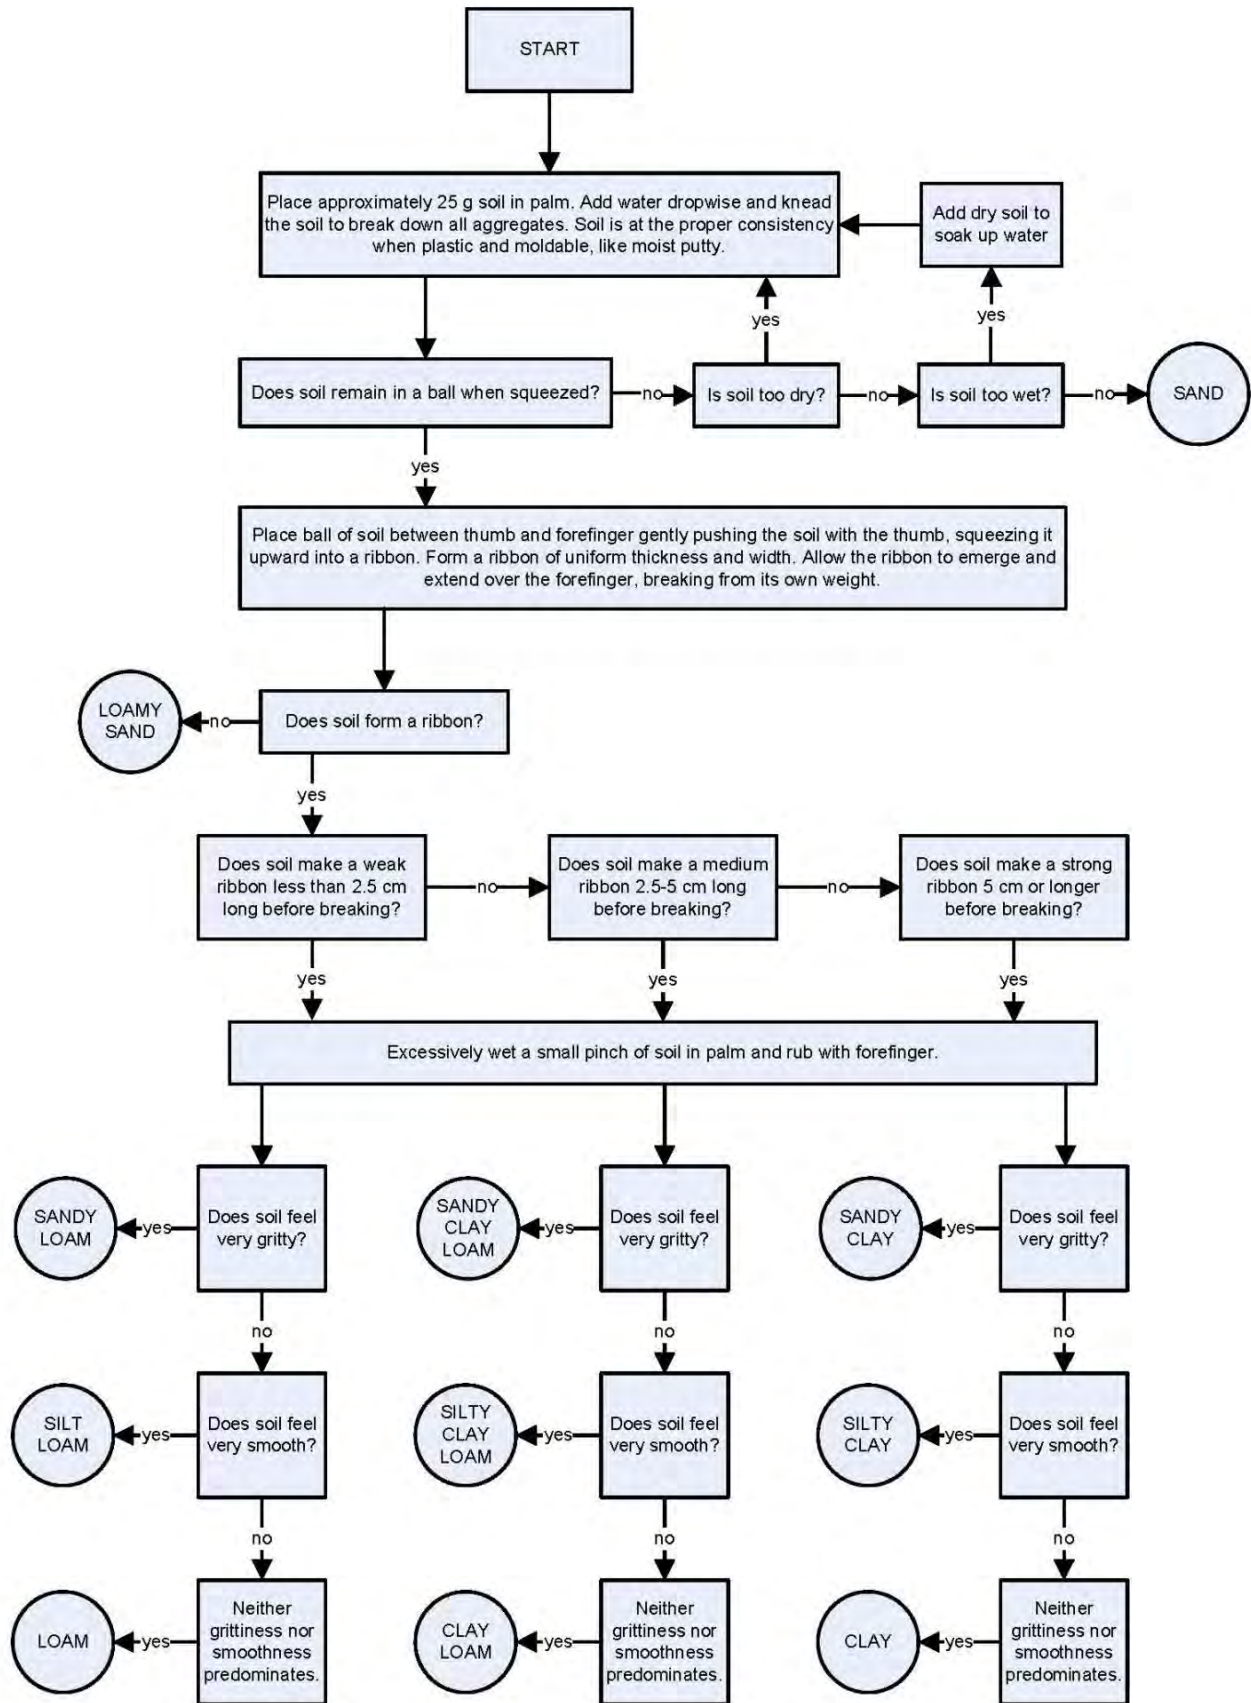 START
Place approximately 25 g soil in palm. Add water dropwise and knead
the soil to break down all aggregates. Soil is at the proper consistency
when plastic and moldable, like moist putty.
Add dry soil to
soak up water
yes
yes
Does soil remain in a ball when squeezed?
no
Is soil too dry?
no
Is soil too wet?
no
SAND
yes
Place ball of soil between thumb and forefinger gently pushing the soil with the thumb, squeezing it
upward into a ribbon. Form a ribbon of uniform thickness and width. Allow the ribbon to emerge and
extend over the forefinger, breaking from its own weight.
LOAMY
SAND
no
Does soil form a ribbon?
yes
Does soil make a weak
ribbon less than 2.5 cm
long before breaking?
no
Does soil make a medium
ribbon 2.5-5 cm long
before breaking?
no
Does soil make a strong
ribbon 5 cm or longer
before breaking?
yes
yes
yes
Excessively wet a small pinch of soil in palm and rub with forefinger.
SANDY
LOAM
yes
Does soil feel
very gritty?
SANDY
CLAY
LOAM
yes
Does soil feel
very gritty?
SANDY
CLAY
yes
Does soil feel
very gritty?
no
no
no
SILT
LOAM
yes
Does soil feel
very smooth?
SILTY
CLAY
LOAM
yes
Does soil feel
very smooth?
SILTY
CLAY
yes
Does soil feel
very smooth?
no
no
no
LOAM
yes
Neither
grittiness nor
smoothness
predominates.
CLAY
LOAM
yes
Neither
grittiness nor
smoothness
predominates.
CLAY
yes
Neither
grittiness nor
smoothness
predominates.